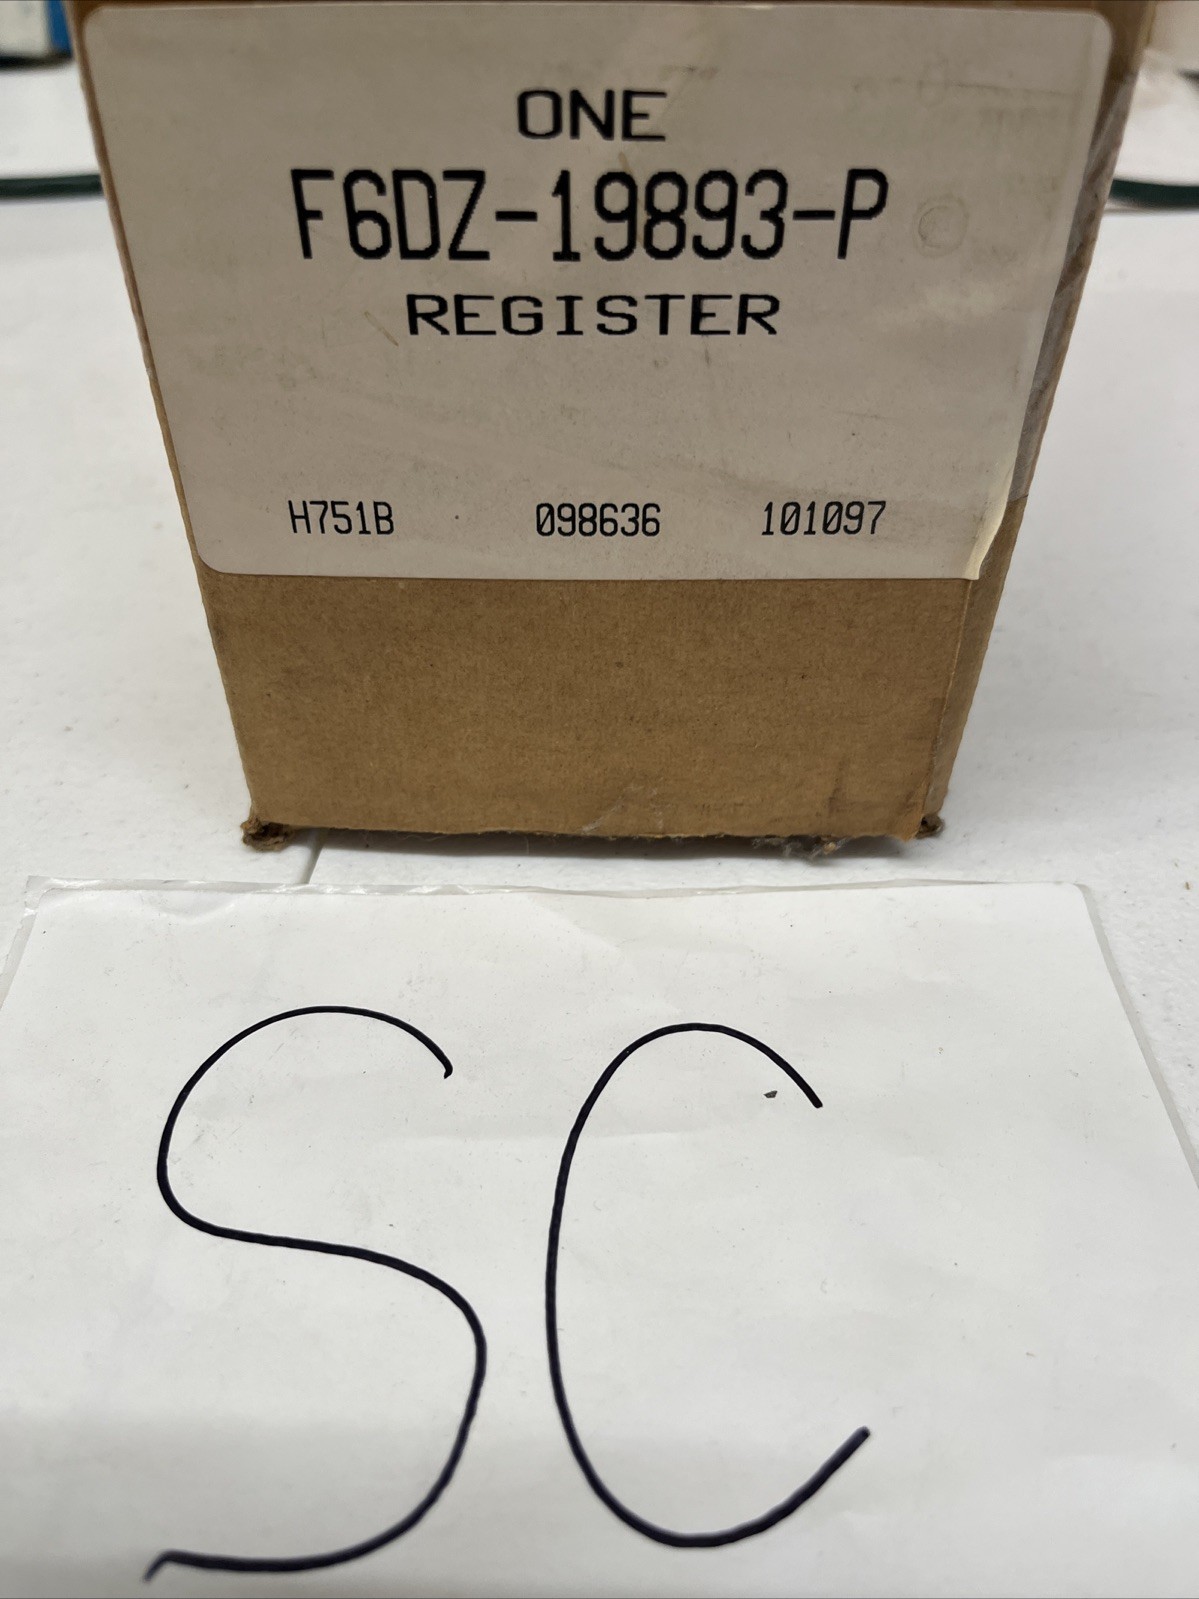 ONE
F6DZ-19893-P
REGISTER
H751B 098636 101097
SC